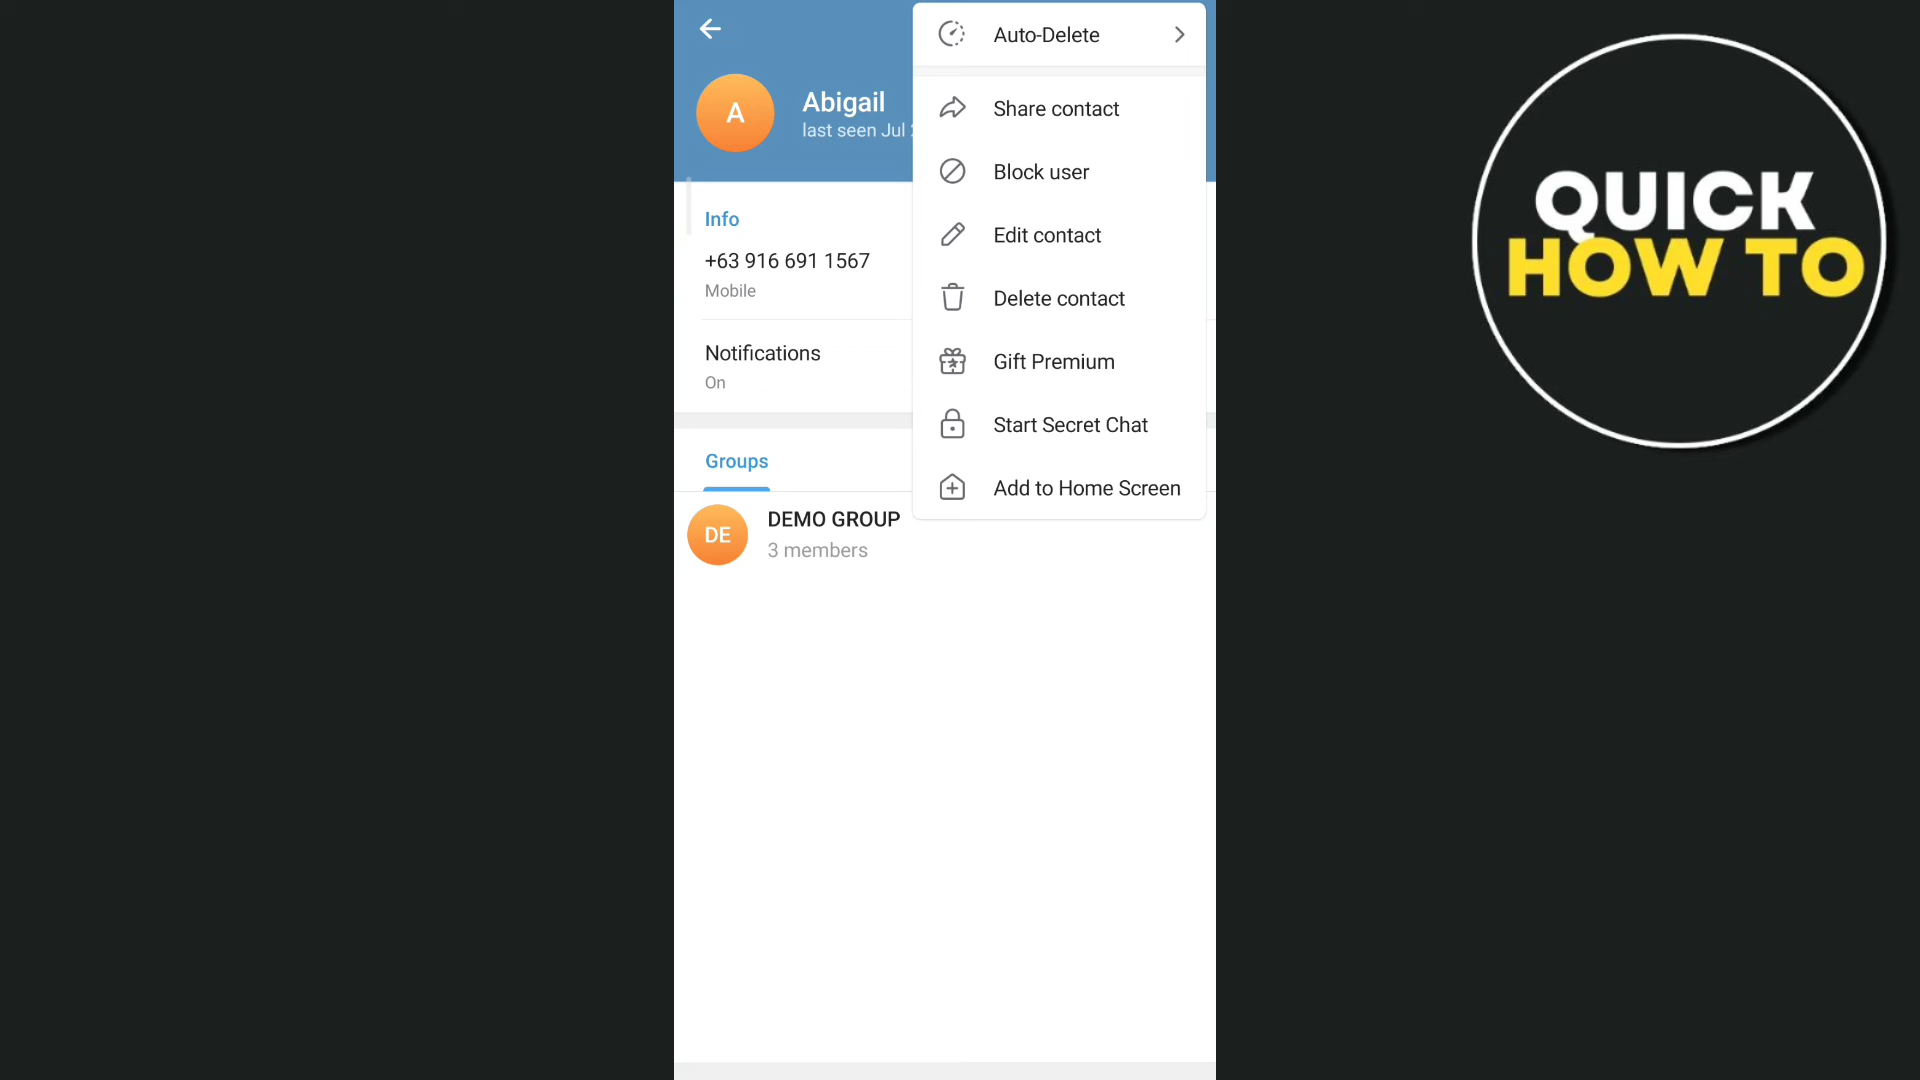 Auto-Delete
A
Abigail
last seen Jul
Share contact
Block user
Info
+63 916 691 1567
Mobile
Edit contact
Delete contact
Notifications
On
Gift Premium
Start Secret Chat
Groups
Add to Home Screen
DE
DEMO GROUP
3 members
QUICK
HOW TO